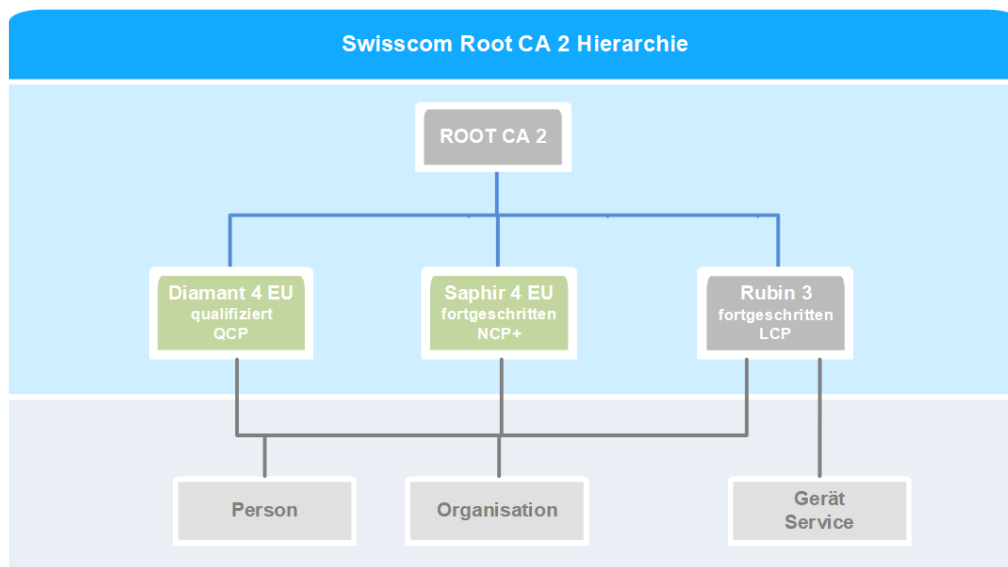 Swisscom Root CA 2 Hierarchie
ROOT CA 2
Diamant 4 EU
qualifiziert
QCP
Saphir 4 EU
fortgeschritten
NCP+
Rubin 3
fortgeschritten
LCP
Person
Organisation
Gerät
Service